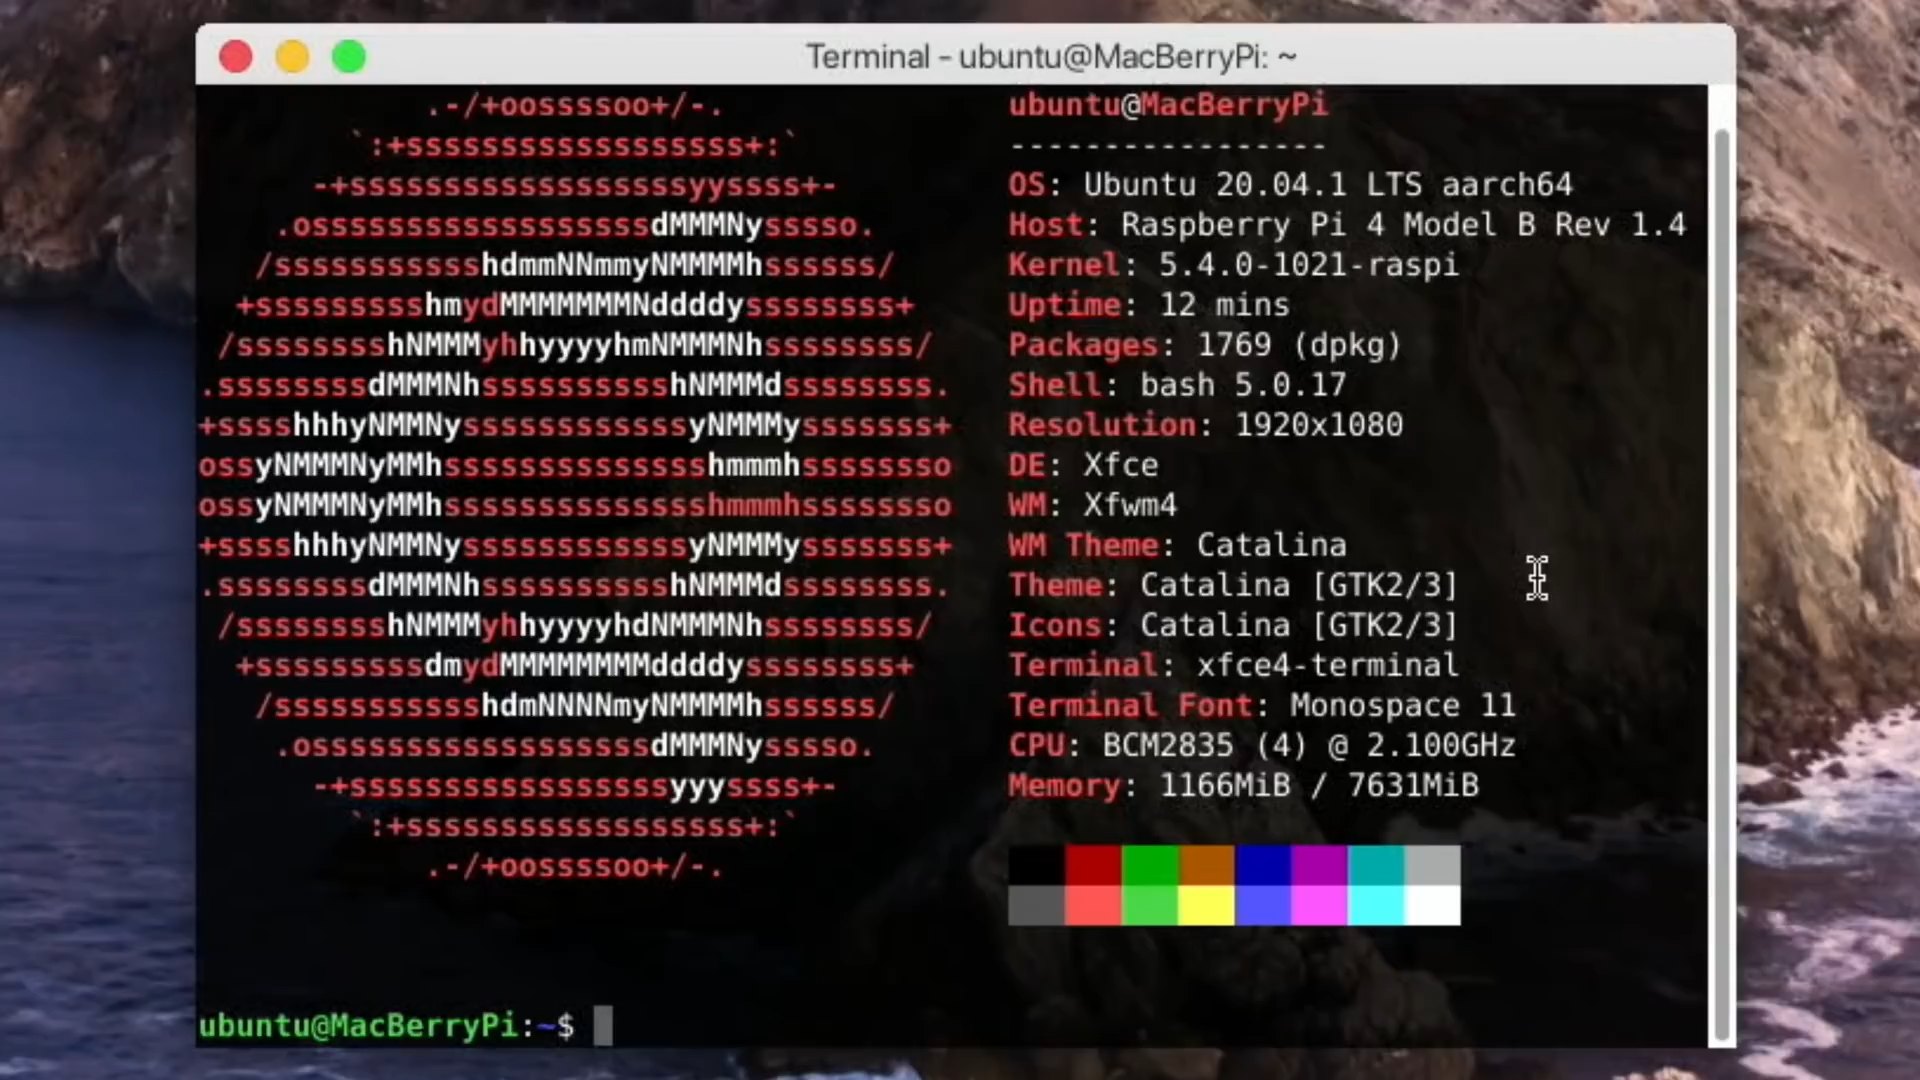 Terminal - ubuntu@MacBerryPi: ~
.-/+oossssoo+/-.
`:+ssssssssssssssssss+:`
-+ssssssssssssssssssyyssss+-
.ossssssssssssssssssdMMMNysssso.
/ssssssssssshdmmNNmmyNMMMMhssssss/
+ssssssssshmydMMMMMMMNddddyssssssss+
/sssssssshNMMMyhhyyyyhmNMMMNhssssssss/
.ssssssssdMMMNhsssssssssshNMMMdssssssss.
+sssshhhyNMMNyssssssssssssyNMMMysssssss+
ossyNMMMNyMMhsssssssssssssshmmmhssssssso
ossyNMMMNyMMhsssssssssssssshmmmhssssssso
+sssshhhyNMMNyssssssssssssyNMMMysssssss+
.ssssssssdMMMNhsssssssssshNMMMdssssssss.
/sssssssshNMMMyhhyyyyhdNMMMNhssssssss/
+sssssssssdmydMMMMMMMMddddyssssssss+
/ssssssssssshdmNNNNmyNMMMMhssssss/
.ossssssssssssssssssdMMMNysssso.
-+sssssssssssssssssyyyssss+-
`:+ssssssssssssssssss+:`
.-/+oossssoo+/-.
ubuntu@MacBerryPi
-----------------
OS: Ubuntu 20.04.1 LTS aarch64
Host: Raspberry Pi 4 Model B Rev 1.4
Kernel: 5.4.0-1021-raspi
Uptime: 12 mins
Packages: 1769 (dpkg)
Shell: bash 5.0.17
Resolution: 1920x1080
DE: Xfce
WM: Xfwm4
WM Theme: Catalina
Theme: Catalina [GTK2/3]
Icons: Catalina [GTK2/3]
Terminal: xfce4-terminal
Terminal Font: Monospace 11
CPU: BCM2835 (4) @ 2.100GHz
Memory: 1166MiB / 7631MiB
ubuntu@MacBerryPi:~$